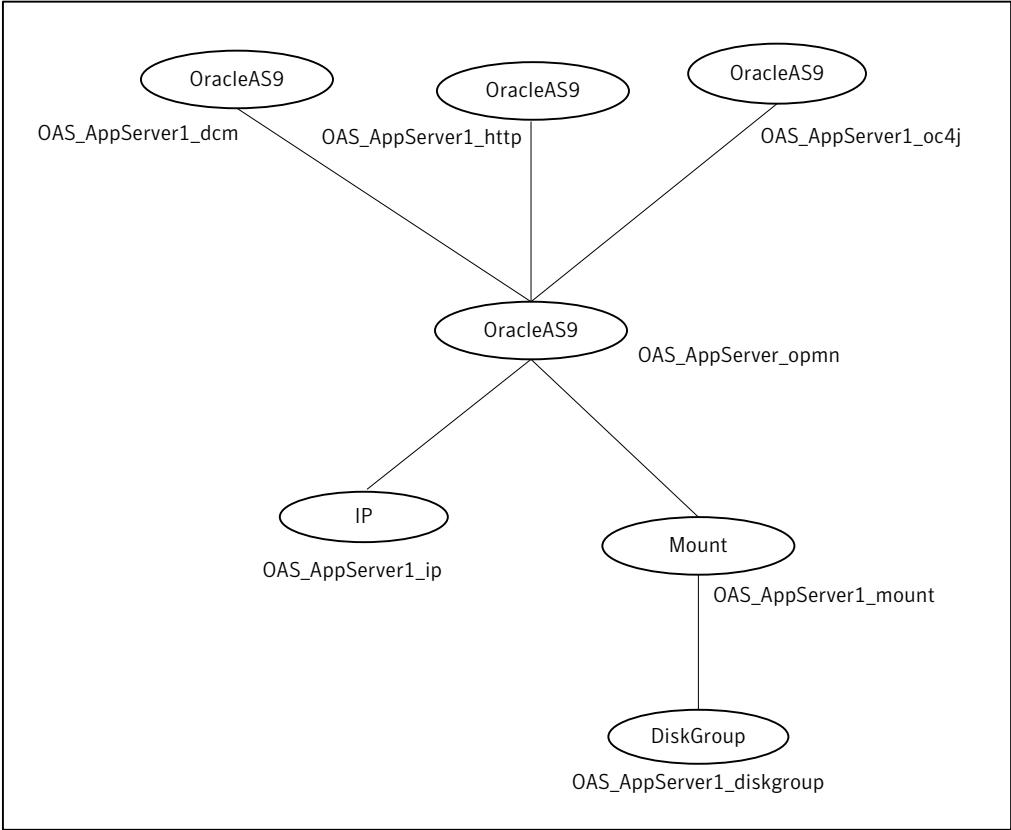 OracleAS9
OAS_AppServer1_dcm
OracleAS9
OAS_AppServer1_http
OracleAS9
OAS_AppServer1_oc4j
OracleAS9
OAS_AppServer_opmn
IP
OAS_AppServer1_ip
Mount
OAS_AppServer1_mount
DiskGroup
OAS_AppServer1_diskgroup